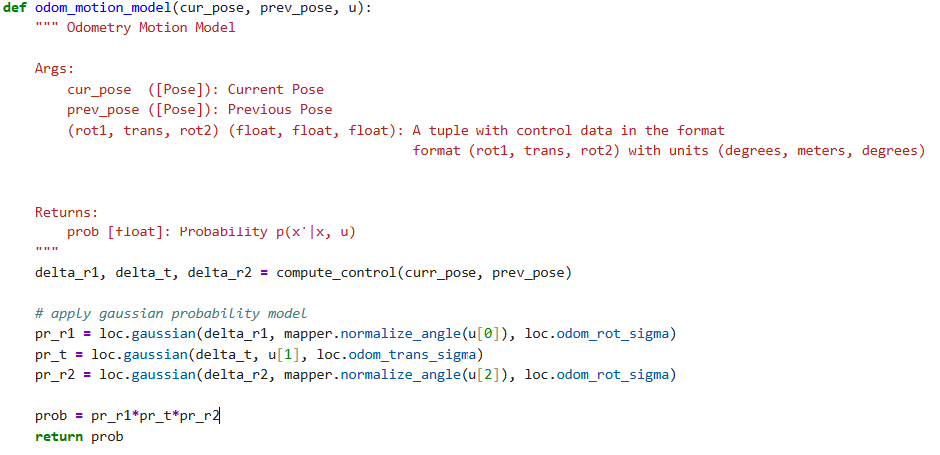 def odom_motion_model(cur_pose, prev_pose, u):
    """ Odometry Motion Model

    Args:
        cur_pose  ([Pose]): Current Pose
        prev_pose ([Pose]): Previous Pose
        (rot1, trans, rot2) (float, float, float): A tuple with control data in the format
                                                   format (rot1, trans, rot2) with units (degrees, meters, degrees)


    Returns:
        prob [float]: Probability p(x'|x, u)
    """
    delta_r1, delta_t, delta_r2 = compute_control(curr_pose, prev_pose)

    # apply gaussian probability model
    pr_r1 = loc.gaussian(delta_r1, mapper.normalize_angle(u[0]), loc.odom_rot_sigma)
    pr_t = loc.gaussian(delta_t, u[1], loc.odom_trans_sigma)
    pr_r2 = loc.gaussian(delta_r2, mapper.normalize_angle(u[2]), loc.odom_rot_sigma)

    prob = pr_r1*pr_t*pr_r2
    return prob